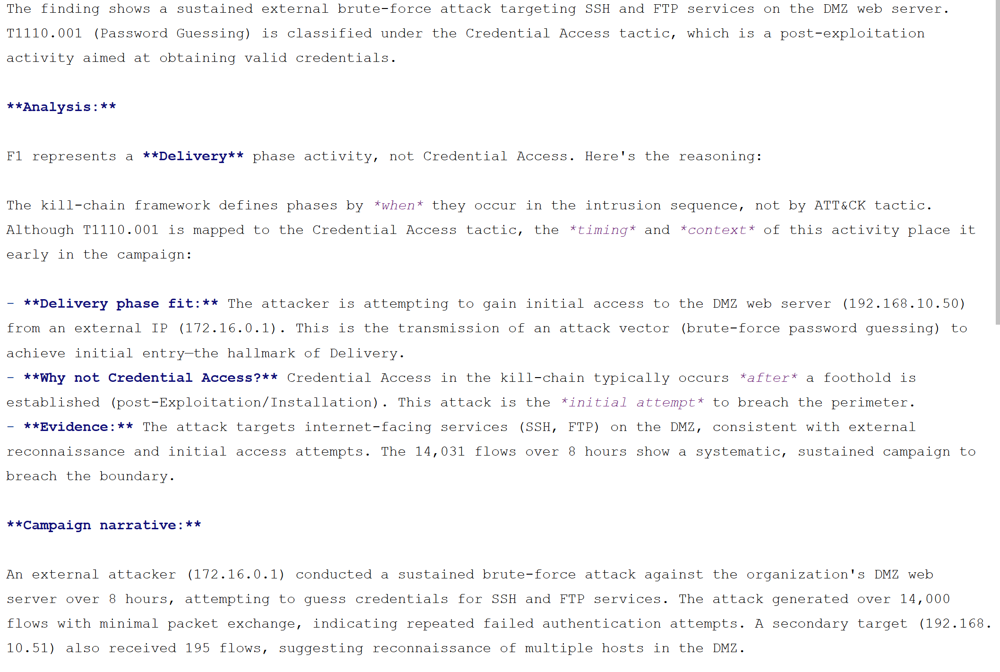 The finding shows a sustained external brute-force attack targeting SSH and FTP services on the DMZ web server.
T1110.001 (Password Guessing) is classified under the Credential Access tactic, which is a post-exploitation
activity aimed at obtaining valid credentials.
**Analysis:**
F1 represents a **Delivery** phase activity, not Credential Access. Here's the reasoning:
The kill-chain framework defines phases by *when* they occur in the intrusion sequence, not by ATT&CK tactic.
Although T1110.001 is mapped to the Credential Access tactic, the *timing* and *context* of this activity place it
early in the campaign:
- **Delivery phase fit:** The attacker is attempting to gain initial access to the DMZ web server (192.168.10.50)
from an external IP (172.16.0.1). This is the transmission of an attack vector (brute-force password guessing) to
achieve initial entry—the hallmark of Delivery.
- **Why not Credential Access?** Credential Access in the kill-chain typically occurs *after* a foothold is
established (post-Exploitation/Installation). This attack is the *initial attempt* to breach the perimeter.
- **Evidence:** The attack targets internet-facing services (SSH, FTP) on the DMZ, consistent with external
reconnaissance and initial access attempts. The 14,031 flows over 8 hours show a systematic, sustained campaign to
breach the boundary.
**Campaign narrative:**
An external attacker (172.16.0.1) conducted a sustained brute-force attack against the organization's DMZ web
server over 8 hours, attempting to guess credentials for SSH and FTP services. The attack generated over 14,000
flows with minimal packet exchange, indicating repeated failed authentication attempts. A secondary target (192.168.
10.51) also received 195 flows, suggesting reconnaissance of multiple hosts in the DMZ.